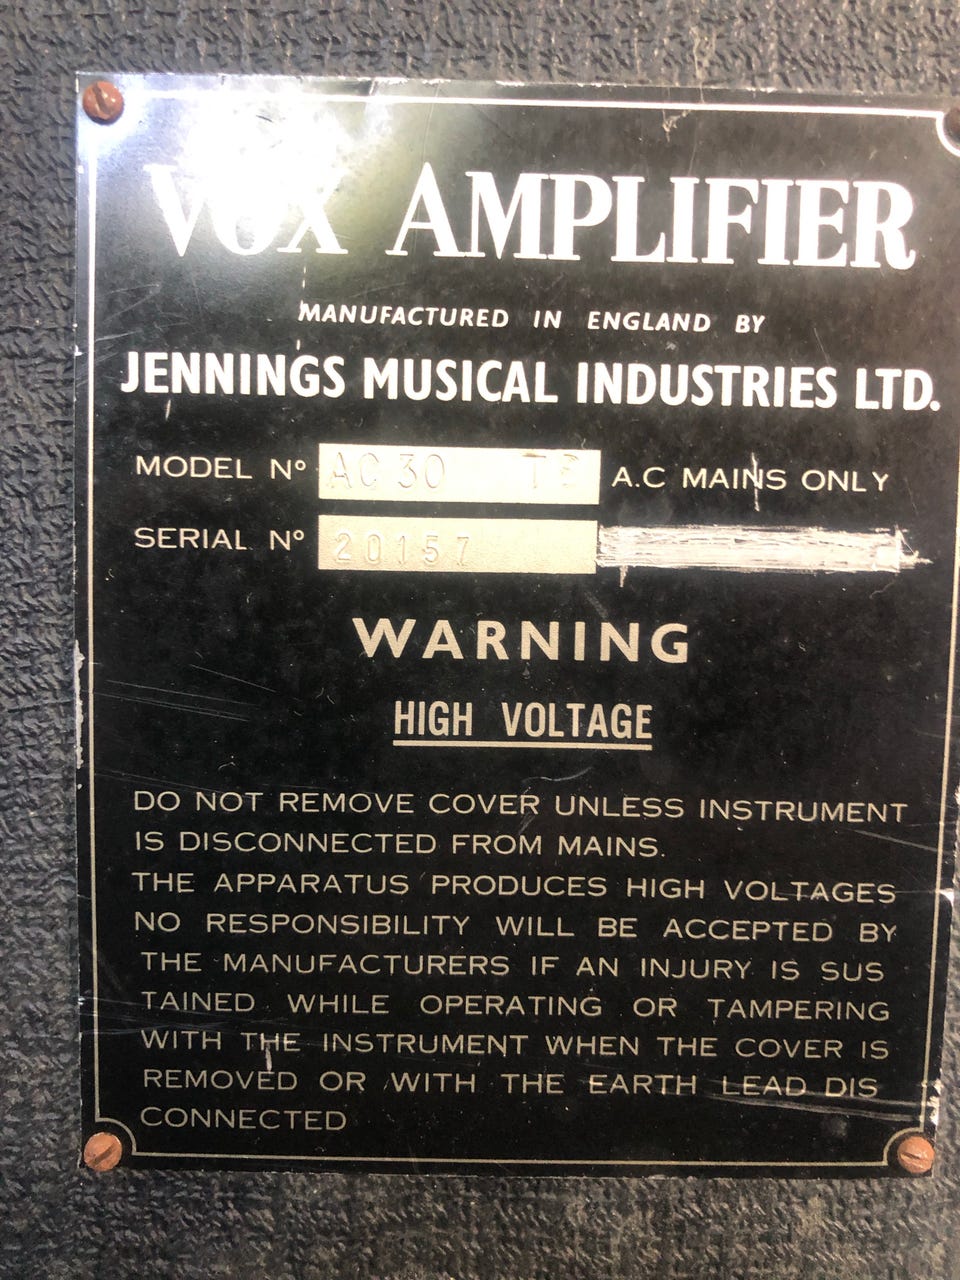 VOX AMPLIFIER
MANUFACTURED IN ENGLAND BY
JENNINGS MUSICAL INDUSTRIES LTD.
MODEL Nº AC30 A.C MAINS ONLY
SERIAL Nº 20157
WARNING
HIGH VOLTAGE
DO NOT REMOVE COVER UNLESS INSTRUMENT
IS DISCONNECTED FROM MAINS.
THE APPARATUS PRODUCES HIGH VOLTAGES
NO RESPONSIBILITY WILL BE ACCEPTED BY
THE MANUFACTURERS IF AN INJURY IS SUS
TAINED WHILE OPERATING OR TAMPERING
WITH THE INSTRUMENT WHEN THE COVER IS
REMOVED OR WITH THE EARTH LEAD DIS
CONNECTED